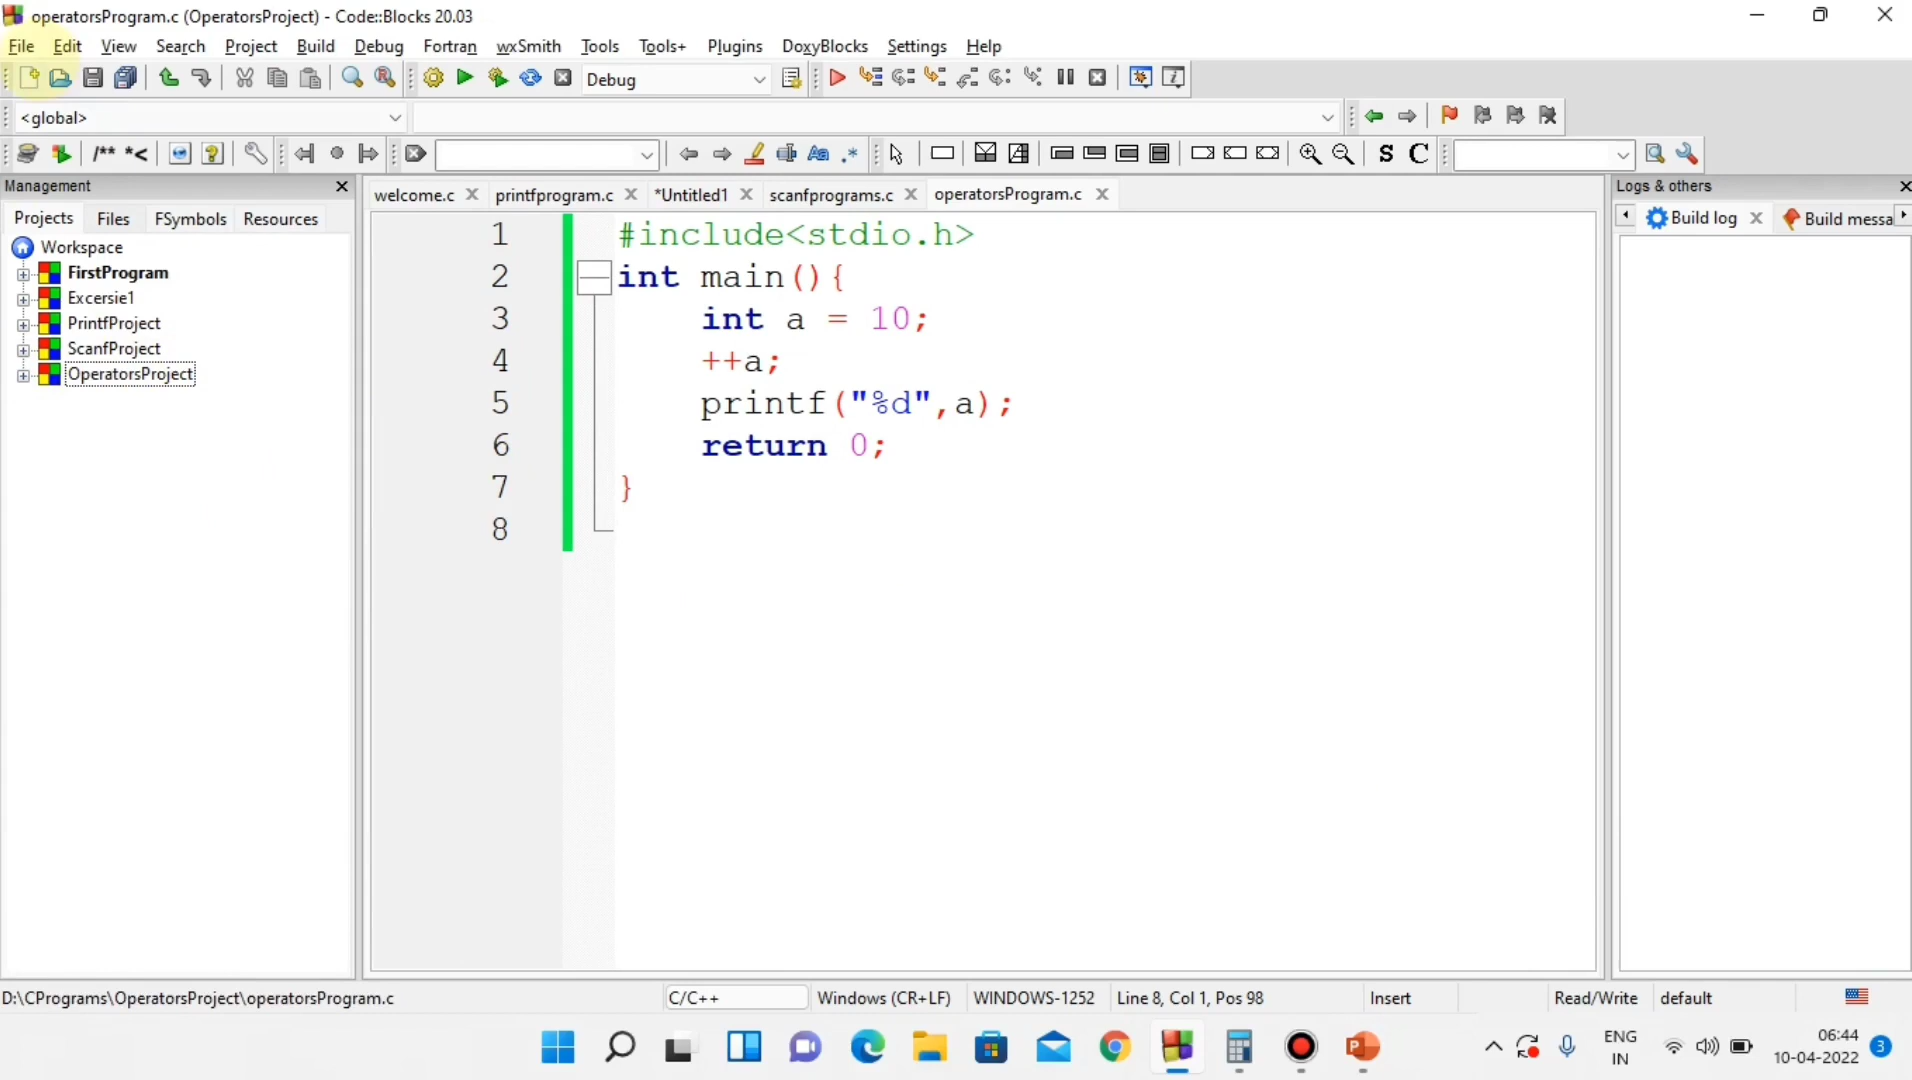 operatorsProgram.c (OperatorsProject) - Code::Blocks 20.03
File Edit View Search Project Build Debug Fortran wxSmith Tools Tools+ Plugins DoxyBlocks Settings Help
Debug
<global>
/** *< Aa .* S C
Management
Projects Files FSymbols Resources
Workspace
FirstProgram
Excersie1
PrintfProject
ScanfProject
OperatorsProject
welcome.c printfprogram.c *Untitled1 scanfprograms.c operatorsProgram.c
1 #include<stdio.h>
2 int main(){
3 int a = 10;
4 ++a;
5 printf("%d",a);
6 return 0;
7 }
8
Logs & others
Build log Build messa
D:\CPrograms\OperatorsProject\operatorsProgram.c C/C++ Windows (CR+LF) WINDOWS-1252 Line 8, Col 1, Pos 98 Insert Read/Write default
ENG
IN
06:44
10-04-2022
3